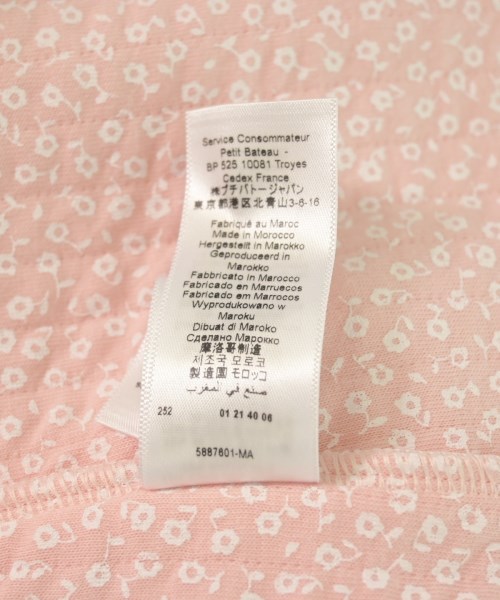 Service Consommateur
Petit Bateau -
BP 525 10081 Troyes
Cedex France
㈱プチバトージャパン
東京都港区北青山3-6-16
Fabriqué au Maroc
Made in Morocco
Hergestellt in Marokko
Geproduceerd in
Marokko
Fabbricato in Marocco
Fabricado en Marruecos
Fabricado em Marrocos
Wyprodukowano w
Maroku
Dibuat di Maroko
Сделано Марокко
摩洛哥制造
제조국 모로코
製造國 モロッコ
صنع في المغرب
252 01 21 40 06
5887601-MA